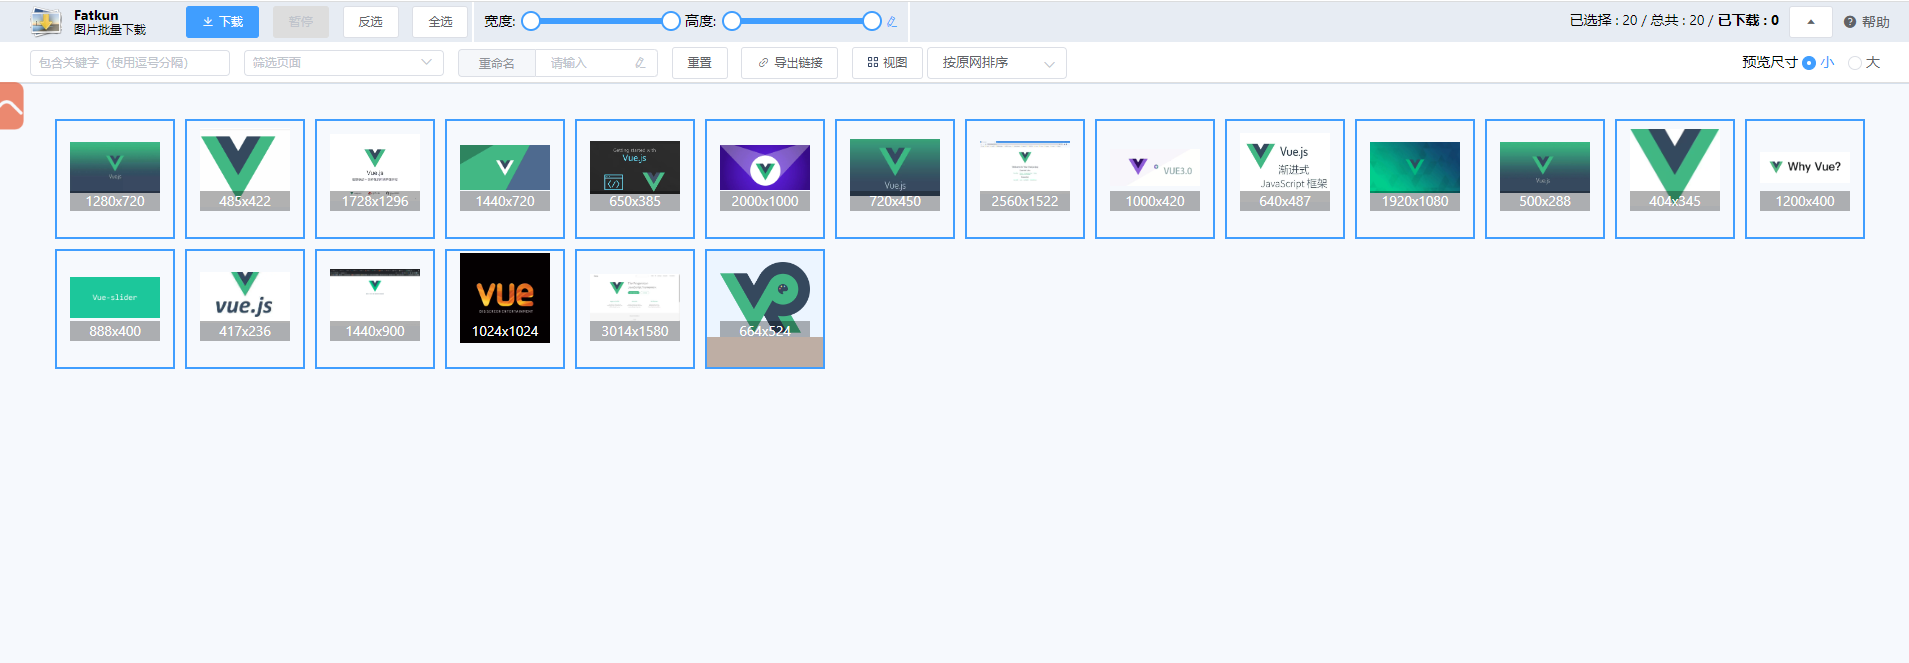 Fatkun
图片批量下载
下载 暂停 反选 全选 宽度: 高度: 已选择 : 20 / 总共 : 20 / 已下载 : 0 帮助
包含关键字（使用逗号分隔） 筛选页面 重命名 请输入 重置 导出链接 视图 按原网排序 预览尺寸 小 大
Vue.js
1280x720
485x422
Vue.js
1728x1296
1440x720
Getting started with
Vue.js
650x385
2000x1000
Vue.js
720x450
2560x1522
VUE3.0
1000x420
Vue.js
渐进式
JavaScript 框架
640x487
1920x1080
Vue.js
500x288
404x345
Why Vue?
1200x400
Vue-slider
888x400
vue.js
417x236
1440x900
vue
1024x1024
3014x1580
664x524